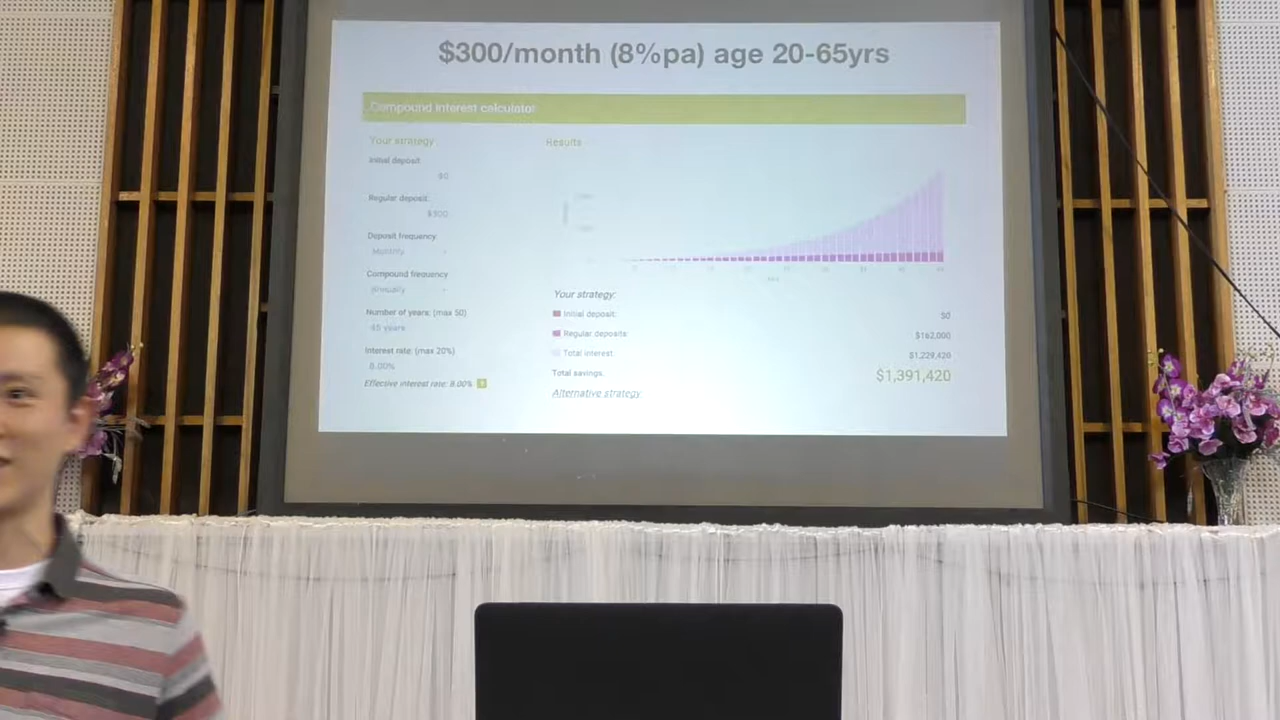 $300/month (8%pa) age 20-65yrs
Compound interest calculator
Your strategy
Initial deposit:
$0
Regular deposit:
$300
Deposit frequency:
Monthly
Compound frequency
Annually
Number of years: (max 50)
45 years
Interest rate: (max 20%)
8.00%
Effective interest rate: 8.00%
Results
Your strategy:
Initial deposit: $0
Regular deposits: $162,000
Total interest: $1,229,420
Total savings: $1,391,420
Alternative strategy: